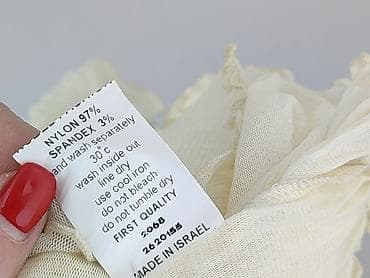 NYLON 97%
SPANDEX 3%
and wash separately
30°c
wash inside out
line dry
use cool iron
do not bleach
do not tumble dry
FIRST QUALITY
2068
2620155
MADE IN ISRAEL